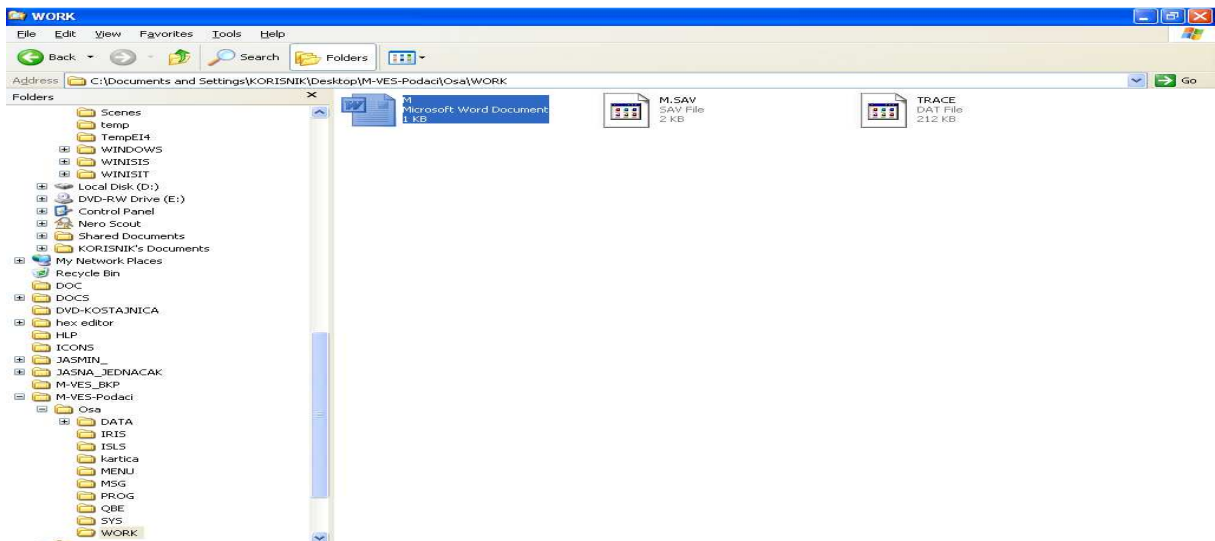 WORK
File Edit View Favorites Tools Help
Back Search Folders
Address C:\Documents and Settings\KORISNIK\Desktop\M-VES-Podaci\Osa\WORK Go
Folders
Scenes
temp
TempEI4
WINDOWS
WINISIS
WINISIT
Local Disk (D:)
DVD-RW Drive (E:)
Control Panel
Nero Scout
Shared Documents
KORISNIK's Documents
My Network Places
Recycle Bin
DOC
DOCS
DVD-KOSTAJNICA
hex editor
HLP
ICONS
JASMIN_
JASNA_JEDNACAK
M-VES_BKP
M-VES-Podaci
Osa
DATA
IRIS
ISLS
kartica
MENU
MSG
PROG
QBE
SYS
WORK
M
Microsoft Word Document
1 KB
M.SAV
SAV File
2 KB
TRACE
DAT File
212 KB